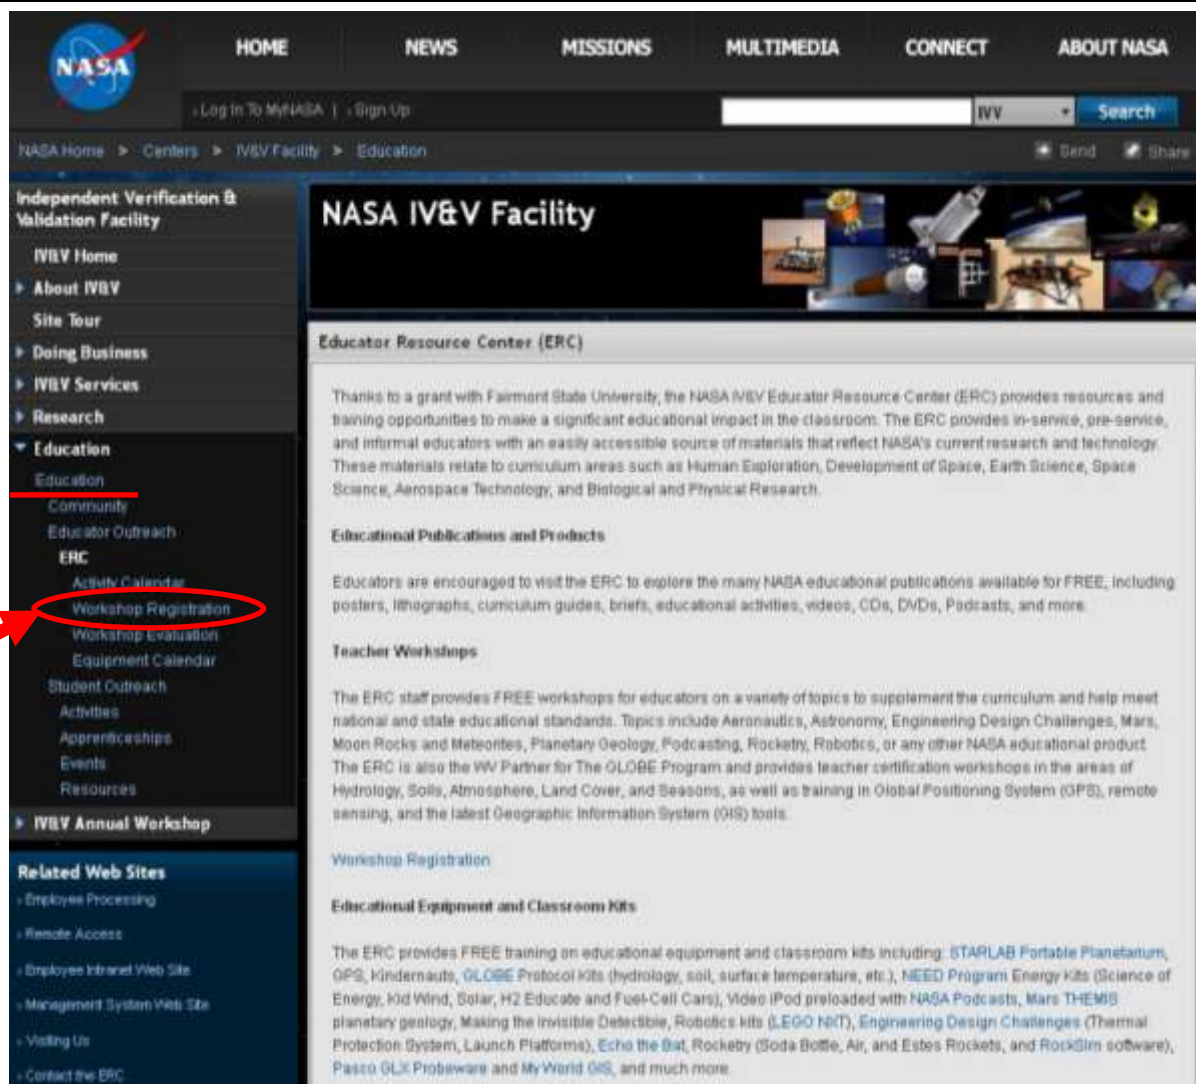 NASA
HOME NEWS MISSIONS MULTIMEDIA CONNECT ABOUT NASA
Log In To MyNASA | Sign Up IVV Search
NASA Home > Centers > IV&V Facility > Education Send Share
Independent Verification &
Validation Facility
IV&V Home
About IV&V
Site Tour
Doing Business
IV&V Services
Research
Education
Education
Community
Educator Outreach
ERC
Activity Calendar
Workshop Registration
Workshop Evaluation
Equipment Calendar
Student Outreach
Activities
Apprenticeships
Events
Resources
IV&V Annual Workshop
Related Web Sites
Employee Processing
Remote Access
Employee Intranet Web Site
Management System Web Site
Visiting Us
Contact the ERC
NASA IV&V Facility
Educator Resource Center (ERC)
Thanks to a grant with Fairmont State University, the NASA IV&V Educator Resource Center (ERC) provides resources and
training opportunities to make a significant educational impact in the classroom. The ERC provides in-service, pre-service,
and informal educators with an easily accessible source of materials that reflect NASA's current research and technology.
These materials relate to curriculum areas such as Human Exploration, Development of Space, Earth Science, Space
Science, Aerospace Technology, and Biological and Physical Research.
Educational Publications and Products
Educators are encouraged to visit the ERC to explore the many NASA educational publications available for FREE, including
posters, lithographs, curriculum guides, briefs, educational activities, videos, CDs, DVDs, Podcasts, and more.
Teacher Workshops
The ERC staff provides FREE workshops for educators on a variety of topics to supplement the curriculum and help meet
national and state educational standards. Topics include Aeronautics, Astronomy, Engineering Design Challenges, Mars,
Moon Rocks and Meteorites, Planetary Geology, Podcasting, Rocketry, Robotics, or any other NASA educational product.
The ERC is also the WV Partner for The GLOBE Program and provides teacher certification workshops in the areas of
Hydrology, Soils, Atmosphere, Land Cover, and Seasons, as well as training in Global Positioning System (GPS), remote
sensing, and the latest Geographic Information System (GIS) tools.
Workshop Registration
Educational Equipment and Classroom Kits
The ERC provides FREE training on educational equipment and classroom kits including: STARLAB Portable Planetarium,
GPS, Kindernauts, GLOBE Protocol Kits (hydrology, soil, surface temperature, etc.), NEED Program Energy Kits (Science of
Energy, Kid Wind, Solar, H2 Educate and Fuel-Cell Cars), Video iPod preloaded with NASA Podcasts, Mars THEMIS
planetary geology, Making the Invisible Detectible, Robotics kits (LEGO NXT), Engineering Design Challenges (Thermal
Protection System, Launch Platforms), Echo the Bat, Rocketry (Soda Bottle, Air, and Estes Rockets, and RockSim software),
Pasco GLX Probeware and My World GIS, and much more.